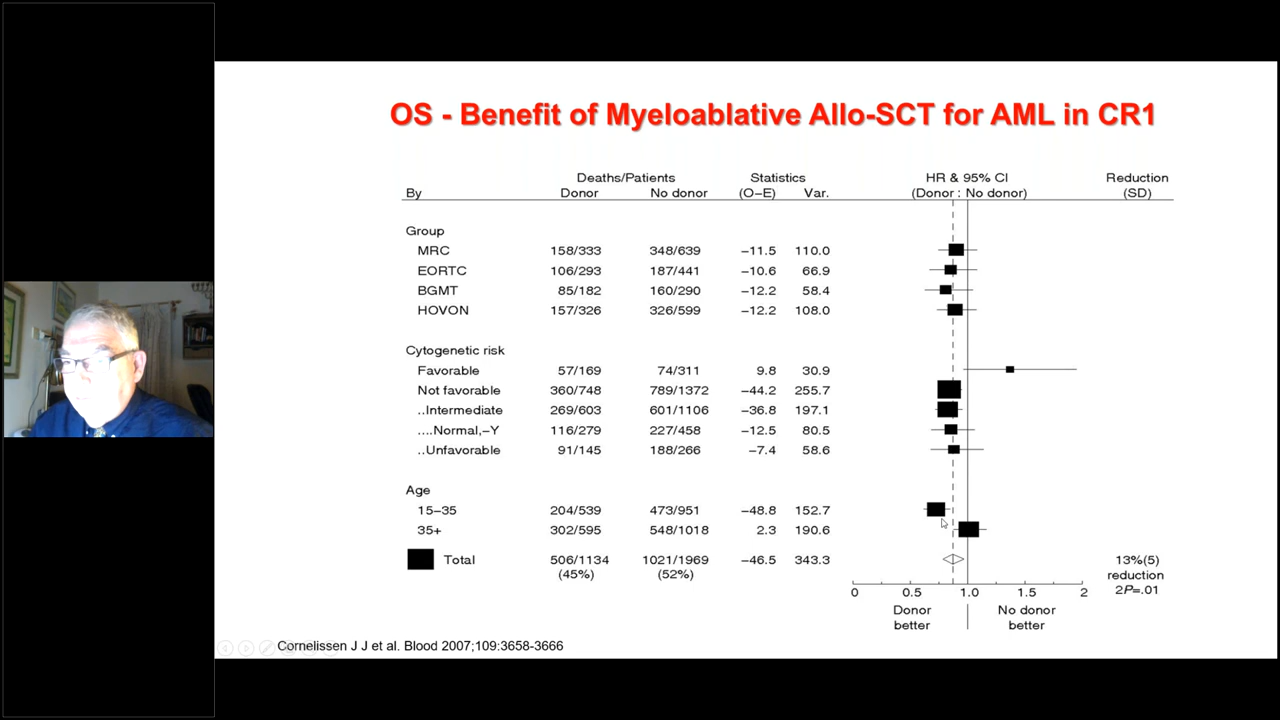 OS - Benefit of Myeloablative Allo-SCT for AML in CR1
Deaths/Patients Statistics HR & 95% CI Reduction
By Donor No donor (O-E) Var. (Donor : No donor) (SD)
Group
MRC 158/333 348/639 −11.5 110.0
EORTC 106/293 187/441 −10.6 66.9
BGMT 85/182 160/290 −12.2 58.4
HOVON 157/326 326/599 −12.2 108.0
Cytogenetic risk
Favorable 57/169 74/311 9.8 30.9
Not favorable 360/748 789/1372 −44.2 255.7
..Intermediate 269/603 601/1106 −36.8 197.1
....Normal,−Y 116/279 227/458 −12.5 80.5
..Unfavorable 91/145 188/266 −7.4 58.6
Age
15−35 204/539 473/951 −48.8 152.7
35+ 302/595 548/1018 2.3 190.6
Total 506/1134 1021/1969 −46.5 343.3 13%(5)
(45%) (52%) reduction
2P=.01
0 0.5 1.0 1.5 2
Donor No donor
better better
Cornelissen J J et al. Blood 2007;109:3658-3666